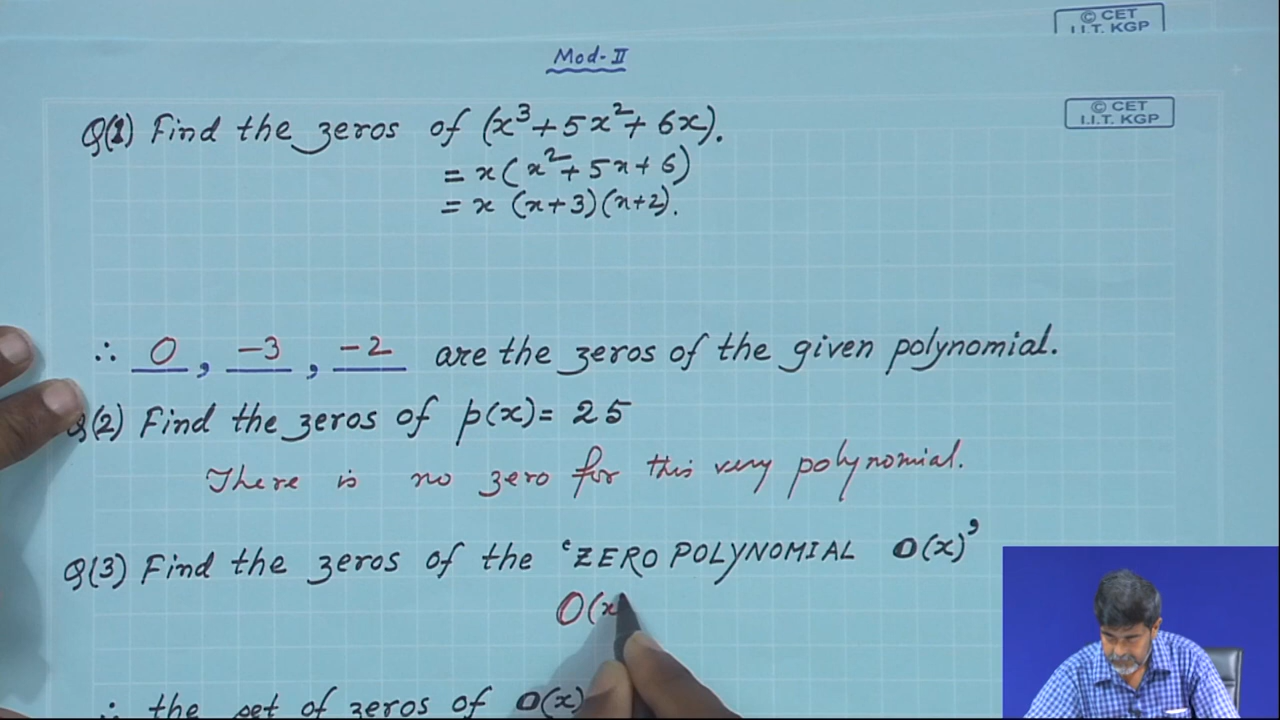 © CET
I.I.T. KGP
Mod-II
© CET
I.I.T. KGP
Q(1) Find the zeros of (x³+5x²+6x).
= x(x²+5x+6)
= x (x+3)(x+2).
∴ 0, -3, -2 are the zeros of the given polynomial.
Q(2) Find the zeros of p(x)= 25
There is no zero for this very polynomial.
Q(3) Find the zeros of the 'ZERO POLYNOMIAL O(x)'
O(x
∴ the set of zeros of O(x)